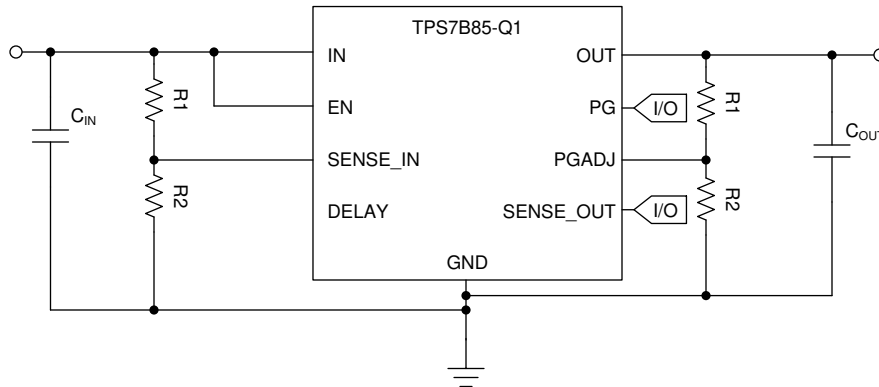 TPS7B85-Q1
IN
OUT
R1
R1
EN
PG
I/O
C_IN
C_OUT
SENSE_IN
PGADJ
R2
R2
DELAY
SENSE_OUT
I/O
GND